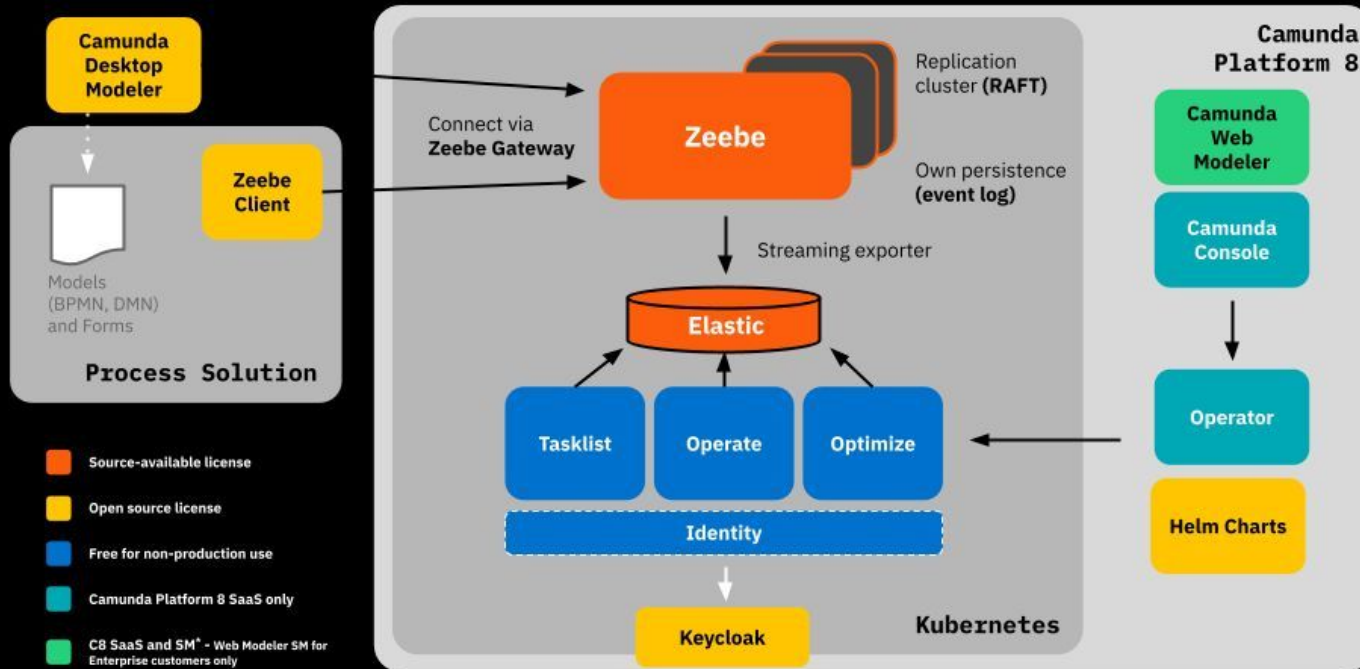 Camunda
Desktop
Modeler
Zeebe
Client
Models
(BPMN, DMN)
and Forms
Process Solution
Source-available license
Open source license
Free for non-production use
Camunda Platform 8 SaaS only
C8 SaaS and SM* - Web Modeler SM for
Enterprise customers only
Connect via
Zeebe Gateway
Zeebe
Replication
cluster (RAFT)
Own persistence
(event log)
Streaming exporter
Elastic
Tasklist
Operate
Optimize
Identity
Keycloak
Kubernetes
Camunda
Platform 8
Camunda
Web
Modeler
Camunda
Console
Operator
Helm Charts